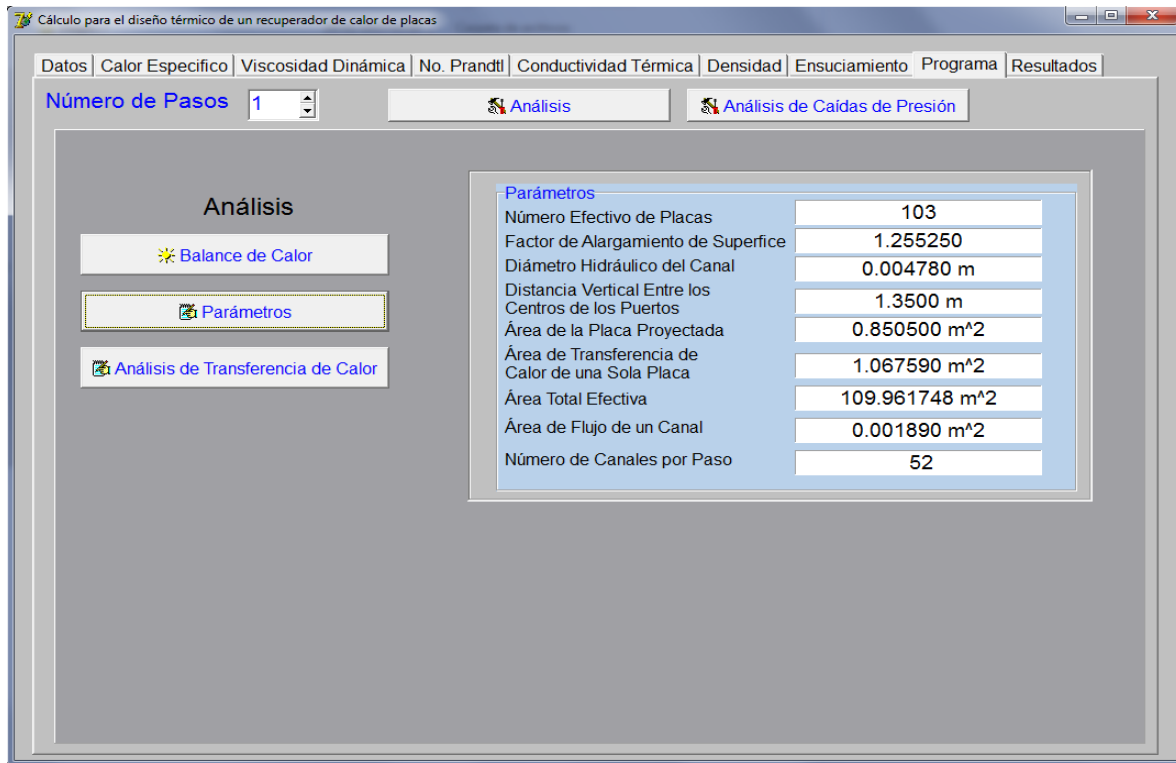 Cálculo para el diseño térmico de un recuperador de calor de placas
Datos Calor Especifico Viscosidad Dinámica No. Prandtl Conductividad Térmica Densidad Ensuciamiento Programa Resultados
Número de Pasos 1 Análisis Análisis de Caídas de Presión
Análisis
Balance de Calor
Parámetros
Análisis de Transferencia de Calor
Parámetros
Número Efectivo de Placas 103
Factor de Alargamiento de Superfice 1.255250
Diámetro Hidráulico del Canal 0.004780 m
Distancia Vertical Entre los
Centros de los Puertos 1.3500 m
Área de la Placa Proyectada 0.850500 m^2
Área de Transferencia de
Calor de una Sola Placa 1.067590 m^2
Área Total Efectiva 109.961748 m^2
Área de Flujo de un Canal 0.001890 m^2
Número de Canales por Paso 52